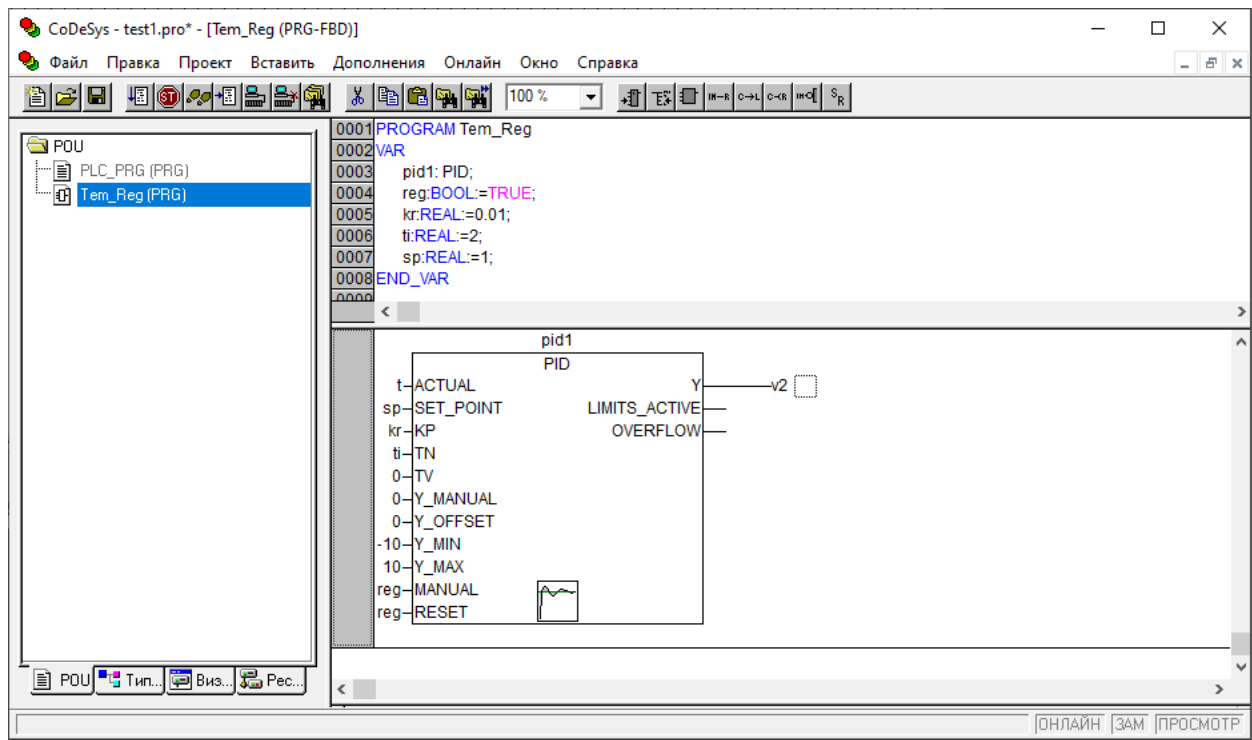 CoDeSys - test1.pro* - [Tem_Reg (PRG-FBD)]
Файл Правка Проект Вставить Дополнения Онлайн Окно Справка
100 %
POU
PLC_PRG (PRG)
Tem_Reg (PRG)
0001 PROGRAM Tem_Reg
0002 VAR
0003 pid1: PID;
0004 reg:BOOL:=TRUE;
0005 kr:REAL:=0.01;
0006 ti:REAL:=2;
0007 sp:REAL:=1;
0008 END_VAR
0009
pid1
PID
t ACTUAL Y v2
sp SET_POINT LIMITS_ACTIVE
kr KP OVERFLOW
ti TN
0 TV
0 Y_MANUAL
0 Y_OFFSET
-10 Y_MIN
10 Y_MAX
reg MANUAL
reg RESET
POU Тип... Виз... Рес...
ОНЛАЙН ЗАМ ПРОСМОТР